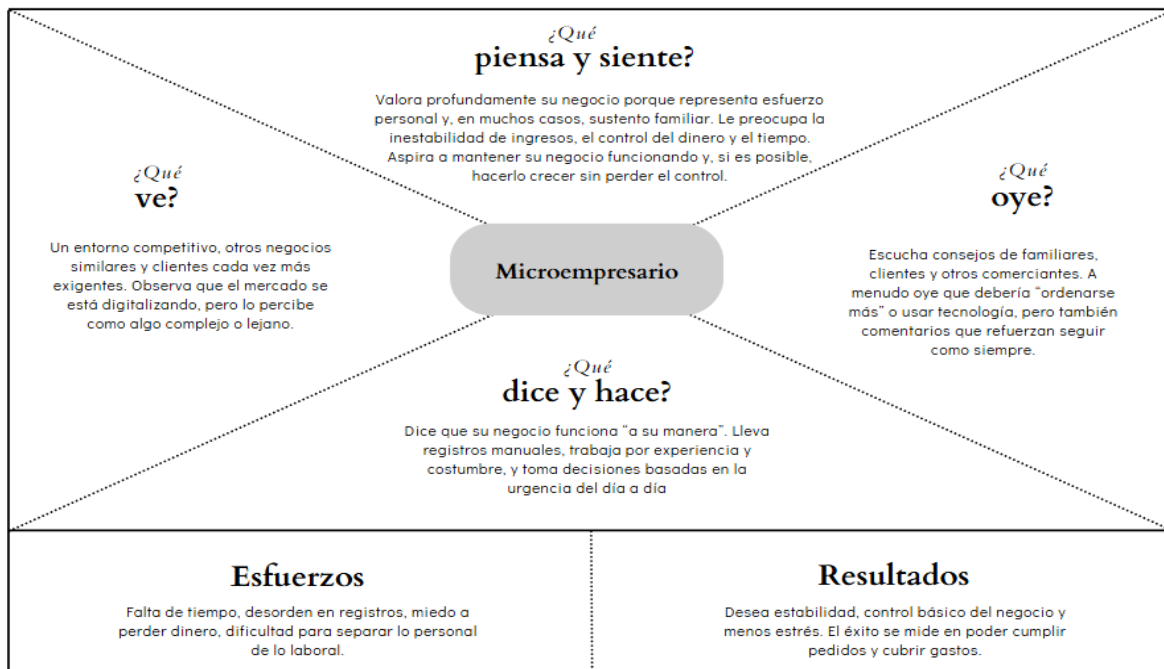 ¿Qué
piensa y siente?
Valora profundamente su negocio porque representa esfuerzo
personal y, en muchos casos, sustento familiar. Le preocupa la
inestabilidad de ingresos, el control del dinero y el tiempo.
Aspira a mantener su negocio funcionando y, si es posible,
hacerlo crecer sin perder el control.
¿Qué
ve?
Un entorno competitivo, otros negocios
similares y clientes cada vez más
exigentes. Observa que el mercado se
está digitalizando, pero lo percibe
como algo complejo o lejano.
Microempresario
¿Qué
oye?
Escucha consejos de familiares,
clientes y otros comerciantes. A
menudo oye que debería “ordenarse
más” o usar tecnología, pero también
comentarios que refuerzan seguir
como siempre.
¿Qué
dice y hace?
Dice que su negocio funciona “a su manera”. Lleva
registros manuales, trabaja por experiencia y
costumbre, y toma decisiones basadas en la
urgencia del día a día
Esfuerzos
Falta de tiempo, desorden en registros, miedo a
perder dinero, dificultad para separar lo personal
de lo laboral.
Resultados
Desea estabilidad, control básico del negocio y
menos estrés. El éxito se mide en poder cumplir
pedidos y cubrir gastos.